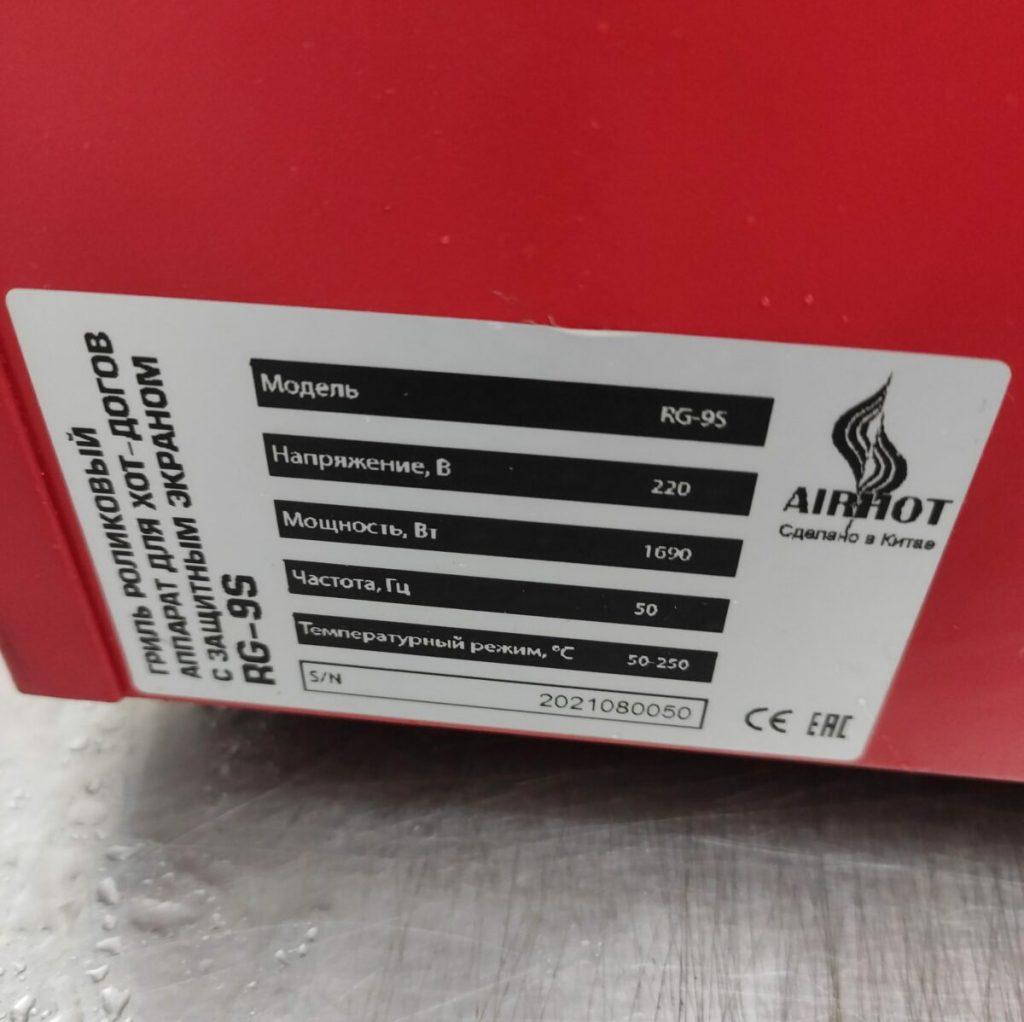 ГРИЛЬ РОЛИКОВЫЙ
АППАРАТ ДЛЯ ХОТ-ДОГОВ
С ЗАЩИТНЫМ ЭКРАНОМ
RG-9S
Модель RG-9S
Напряжение, В 220
Мощность, Вт 1690
Частота, Гц 50
Температурный режим, °С 50-250
S/N 2021080050
AIRHOT
Сделано в Китае
CE EAC